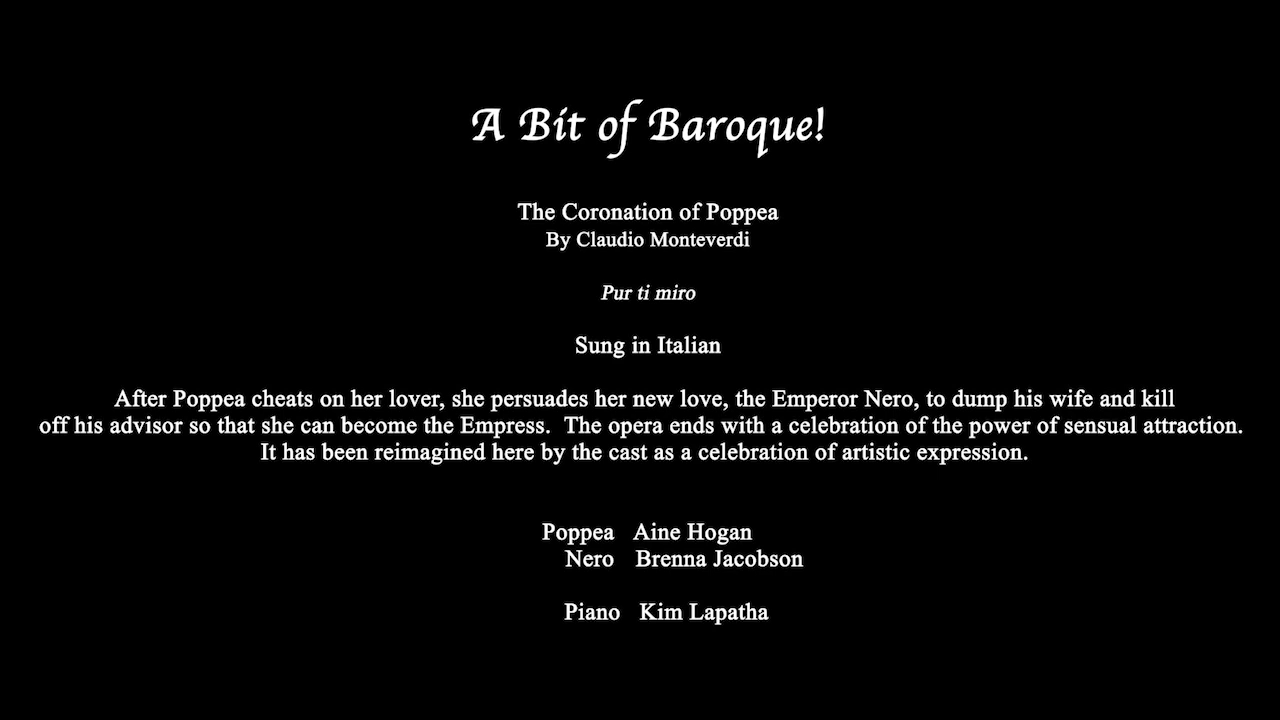 A Bit of Baroque!
The Coronation of Poppea
By Claudio Monteverdi
Pur ti miro
Sung in Italian
After Poppea cheats on her lover, she persuades her new love, the Emperor Nero, to dump his wife and kill
off his advisor so that she can become the Empress.  The opera ends with a celebration of the power of sensual attraction.
It has been reimagined here by the cast as a celebration of artistic expression.
Poppea   Aine Hogan
Nero   Brenna Jacobson
Piano   Kim Lapatha